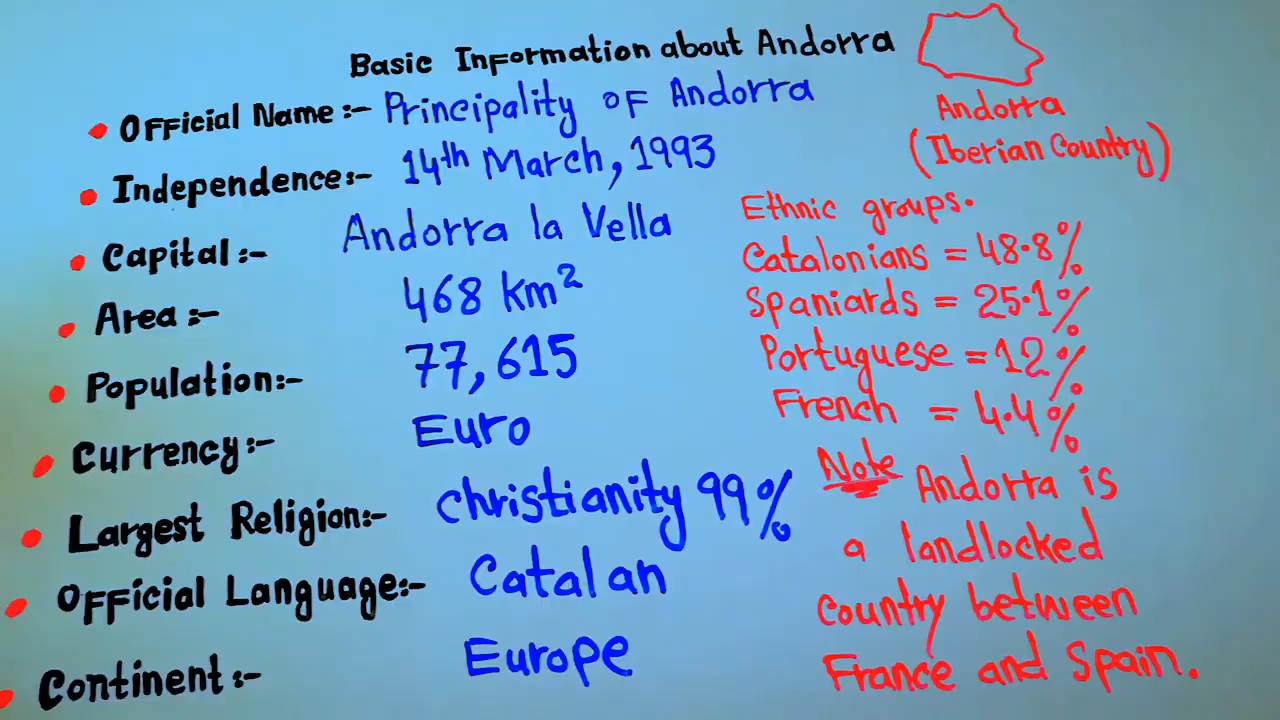 Basic Information about Andorra
• Official Name:- Principality of Andorra
• Independence:- 14th March, 1993
• Capital:- Andorra la Vella
• Area:- 468 km²
• Population:- 77,615
• Currency:- Euro
• Largest Religion:- Christianity 99%
• Official Language:- Catalan
• Continent:- Europe
Andorra
(Iberian Country)
Ethnic groups.
Catalonians = 48.8%
Spaniards = 25.1%
Portuguese = 12%
French = 4.4%
Note Andorra is
a landlocked
country between
France and Spain.